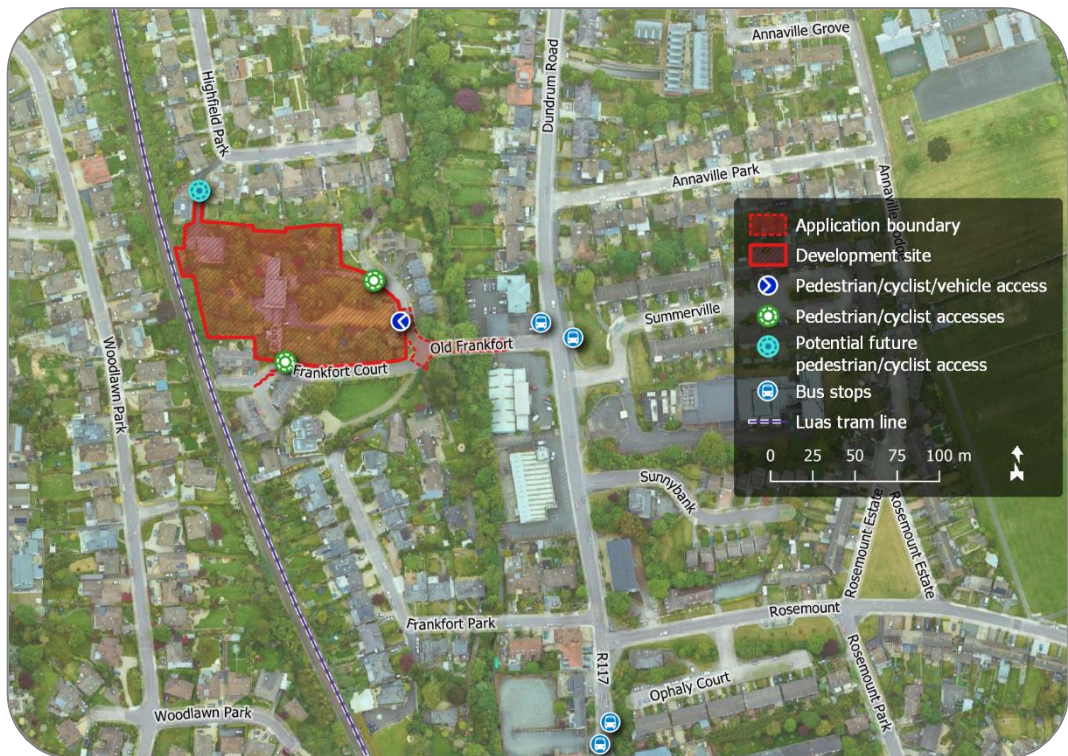 Annaville Grove
Dundrum Road
Highfield Park
Annaville Park
Annaville Lodge
Application boundary
Development site
Pedestrian/cyclist/vehicle access
Pedestrian/cyclist accesses
Potential future
pedestrian/cyclist access
Bus stops
Luas tram line
0 25 50 75 100 m
Summerville
Old Frankfort
Frankfort Court
Woodlawn Park
Sunnybank
Rosemount Estate
Rosemount Estate
Rosemount
Frankfort Park
R117
Rosemount Park
Ophaly Court
Woodlawn Park